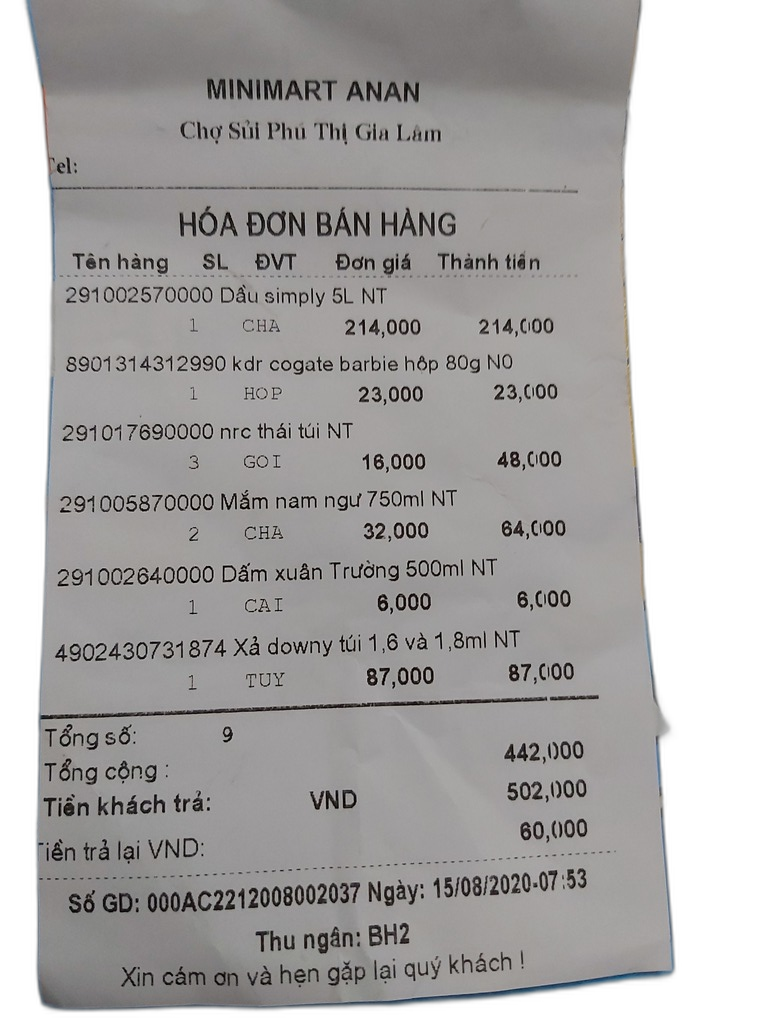 MINIMART ANAN
Chợ Sủi Phú Thị Gia Lâm
el:
HÓA ĐƠN BÁN HÀNG
Tên hàng SL ĐVT Đơn giá Thành tiền
291002570000 Dầu simply 5L NT
1 CHA 214,000 214,000
8901314312990 kdr cogate barbie hôp 80g N0
1 HOP 23,000 23,000
291017690000 nrc thái túi NT
3 GOI 16,000 48,000
291005870000 Mắm nam ngư 750ml NT
2 CHA 32,000 64,000
291002640000 Dấm xuân Trường 500ml NT
1 CAI 6,000 6,000
4902430731874 Xả downy túi 1,6 và 1,8ml NT
1 TUY 87,000 87,000
Tổng số: 9
Tổng cộng : 442,000
Tiền khách trả: VND 502,000
iền trả lại VND: 60,000
Số GD: 000AC2212008002037 Ngày: 15/08/2020-07:53
Thu ngân: BH2
Xin cám ơn và hẹn gặp lại quý khách !